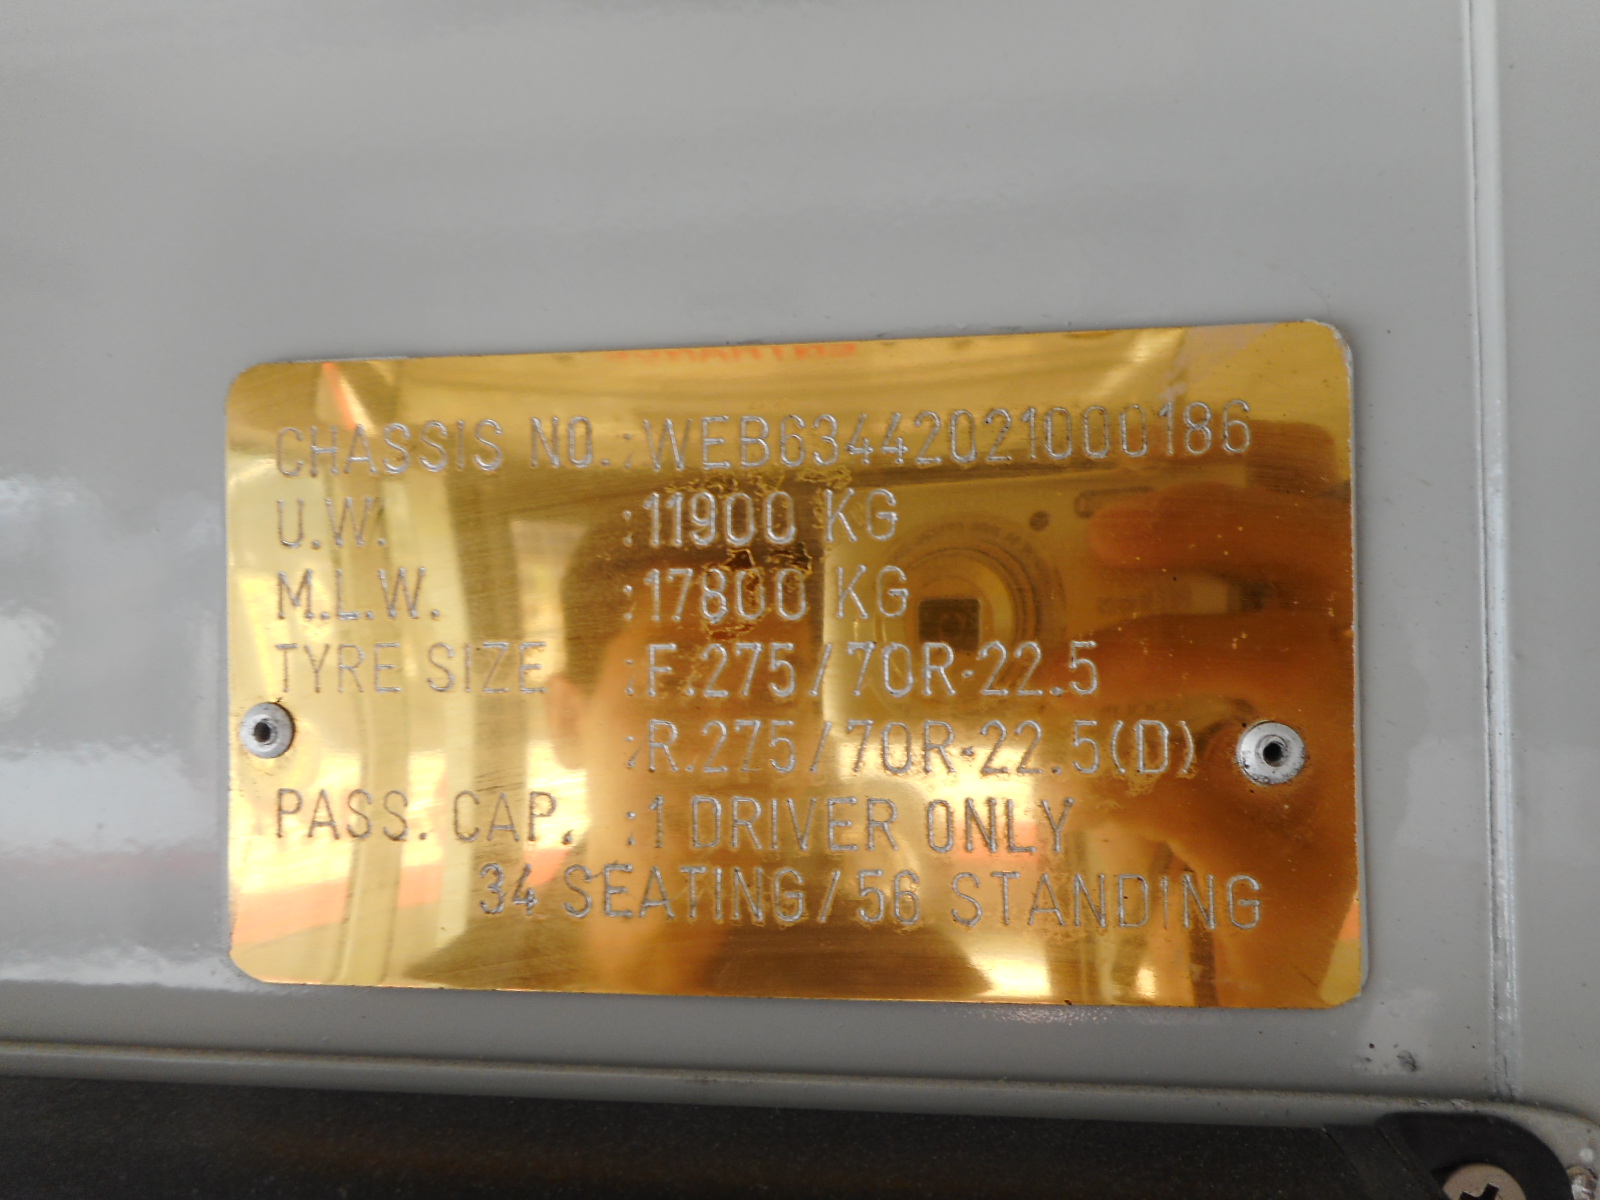 CHASSIS NO.:WEB63442021000186
U.W. :11900 KG
M.L.W. :17800 KG
TYRE SIZE :F.275/70R-22.5
:R.275/70R-22.5(D)
PASS. CAP. :1 DRIVER ONLY
34 SEATING/56 STANDING